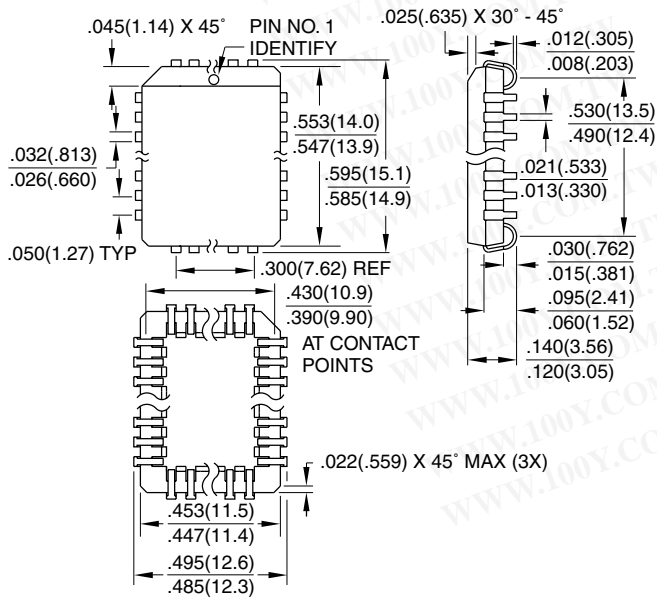 .045(1.14) X 45°
PIN NO. 1
IDENTIFY
.025(.635) X 30° - 45°
.012(.305)
.008(.203)
.553(14.0)
.547(13.9)
.530(13.5)
.490(12.4)
.032(.813)
.026(.660)
.595(15.1)
.585(14.9)
.021(.533)
.013(.330)
.050(1.27) TYP
.300(7.62) REF
.030(.762)
.015(.381)
.430(10.9)
.390(9.90)
AT CONTACT
POINTS
.095(2.41)
.060(1.52)
.140(3.56)
.120(3.05)
.022(.559) X 45° MAX (3X)
.453(11.5)
.447(11.4)
.495(12.6)
.485(12.3)
WWW.100Y.COM.TW